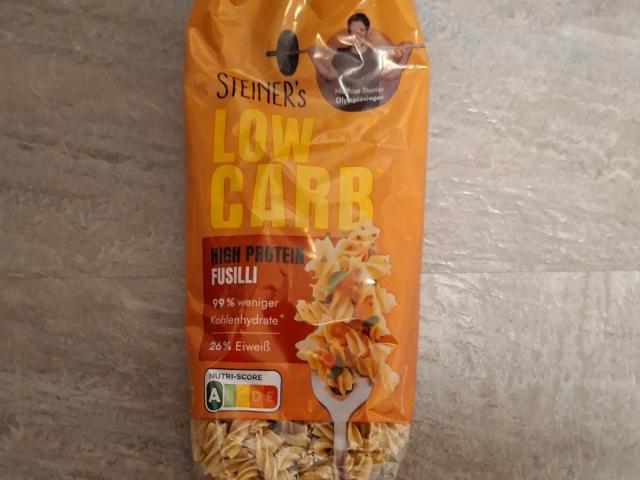 STEINER's
Matthias Steiner
Olympiasieger
LOW
CARB*
HIGH PROTEIN
FUSILLI
99% weniger
Kohlenhydrate*
26% Eiweiß
NUTRI-SCORE
A B C D E